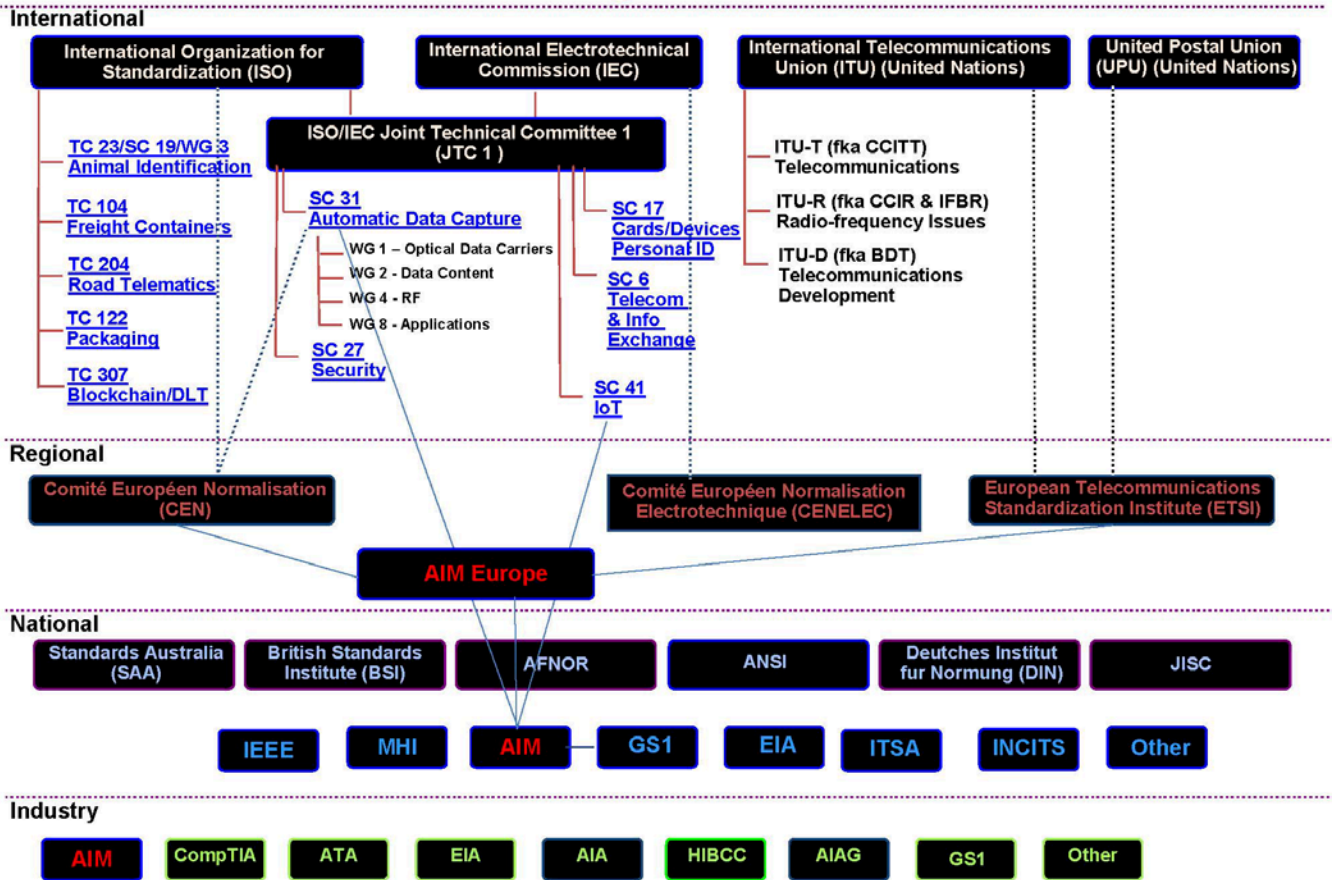 International
International Organization for
Standardization (ISO)
International Electrotechnical
Commission (IEC)
International Telecommunications
Union (ITU) (United Nations)
United Postal Union
(UPU) (United Nations)
ISO/IEC Joint Technical Committee 1
(JTC 1 )
TC 23/SC 19/WG 3
Animal Identification
TC 104
Freight Containers
TC 204
Road Telematics
TC 122
Packaging
TC 307
Blockchain/DLT
SC 31
Automatic Data Capture
WG 1 – Optical Data Carriers
WG 2 - Data Content
WG 4 - RF
WG 8 - Applications
SC 27
Security
SC 17
Cards/Devices
Personal ID
SC 6
Telecom
& Info
Exchange
SC 41
IoT
ITU-T (fka CCITT)
Telecommunications
ITU-R (fka CCIR & IFBR)
Radio-frequency Issues
ITU-D (fka BDT)
Telecommunications
Development
Regional
Comité Européen Normalisation
(CEN)
Comité Européen Normalisation
Electrotechnique (CENELEC)
European Telecommunications
Standardization Institute (ETSI)
AIM Europe
National
Standards Australia
(SAA)
British Standards
Institute (BSI)
AFNOR
ANSI
Deutches Institut
fur Normung (DIN)
JISC
IEEE
MHI
AIM
GS1
EIA
ITSA
INCITS
Other
Industry
AIM
CompTIA
ATA
EIA
AIA
HIBCC
AIAG
GS1
Other